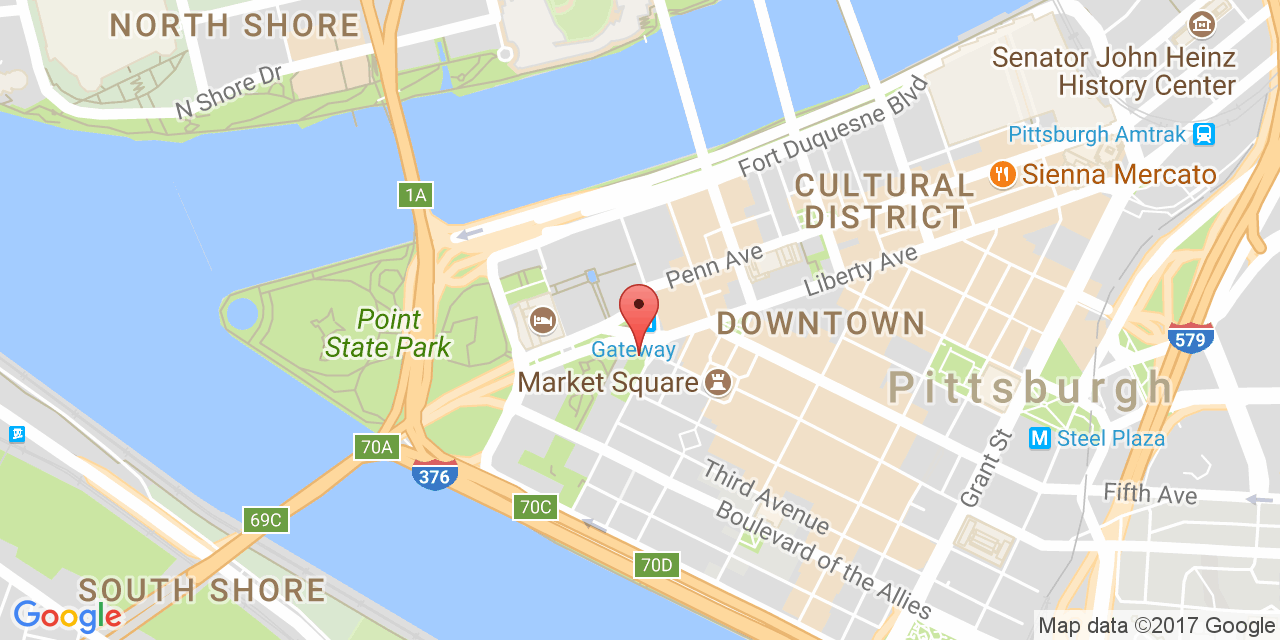 NORTH SHORE
N Shore Dr
Senator John Heinz
History Center
Fort Duquesne Blvd
Pittsburgh Amtrak
1A
Sienna Mercato
CULTURAL
DISTRICT
Penn Ave
Liberty Ave
Point
State Park
DOWNTOWN
579
Gateway
Market Square
Pittsburgh
70A
M Steel Plaza
376
Grant St
Third Avenue
Fifth Ave
70C
69C
Boulevard of the Allies
70D
SOUTH SHORE
Google
Map data ©2017 Google